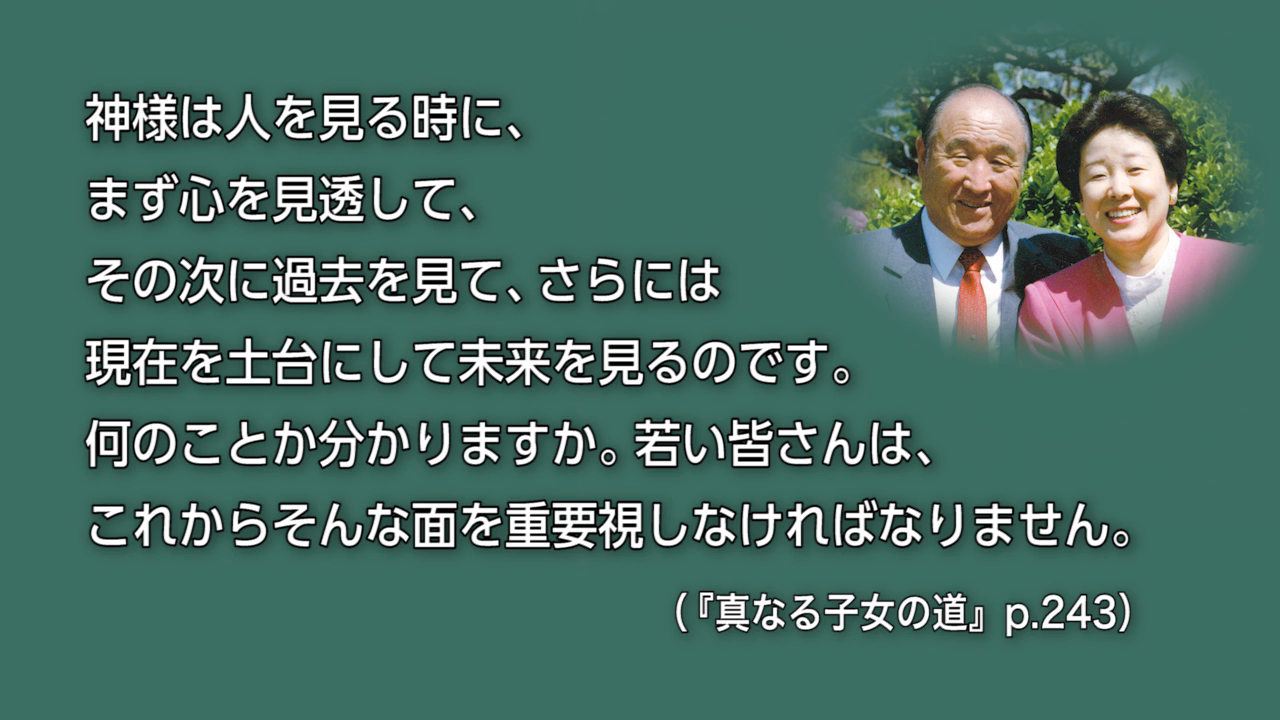 神様は人を見る時に、
まず心を見透して、
その次に過去を見て、さらには
現在を土台にして未来を見るのです。
何のことか分かりますか。若い皆さんは、
これからそんな面を重要視しなければなりません。
（『真なる子女の道』p.243）